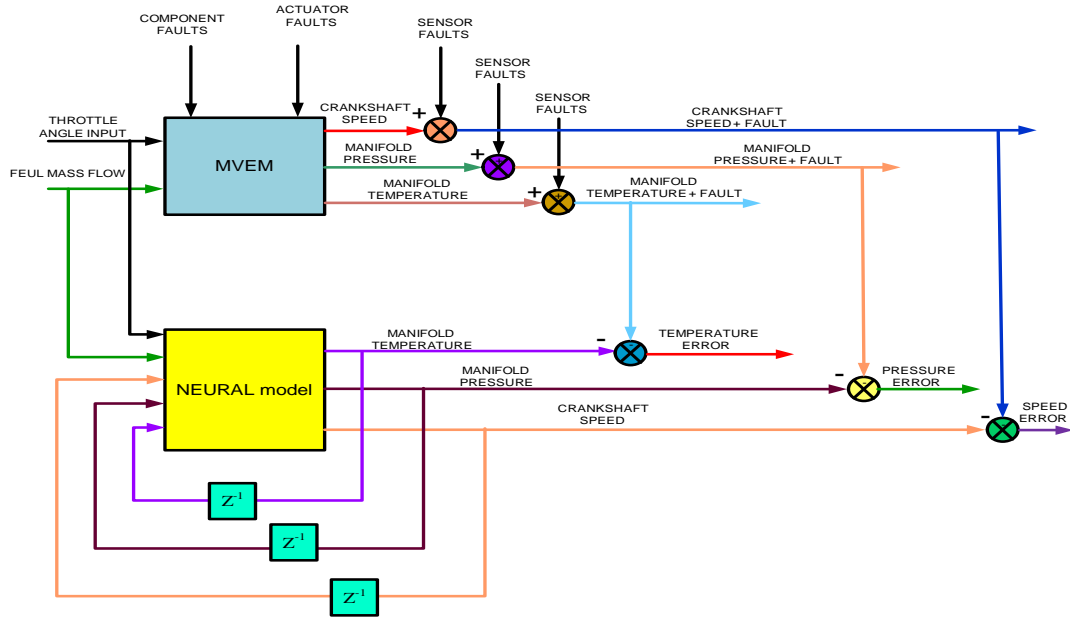 COMPONENT
FAULTS
ACTUATOR
FAULTS
SENSOR
FAULTS
SENSOR
FAULTS
SENSOR
FAULTS
THROTTLE
ANGLE INPUT
FEUL MASS FLOW
MVEM
CRANKSHAFT
SPEED
MANIFOLD
PRESSURE
MANIFOLD
TEMPERATURE
+
+
+
CRANKSHAFT
SPEED+ FAULT
MANIFOLD
PRESSURE+ FAULT
MANIFOLD
TEMPERATURE+ FAULT
NEURAL model
MANIFOLD
TEMPERATURE
MANIFOLD
PRESSURE
CRANKSHAFT
SPEED
-
-
-
TEMPERATURE
ERROR
PRESSURE
ERROR
SPEED
ERROR
Z⁻¹
Z⁻¹
Z⁻¹